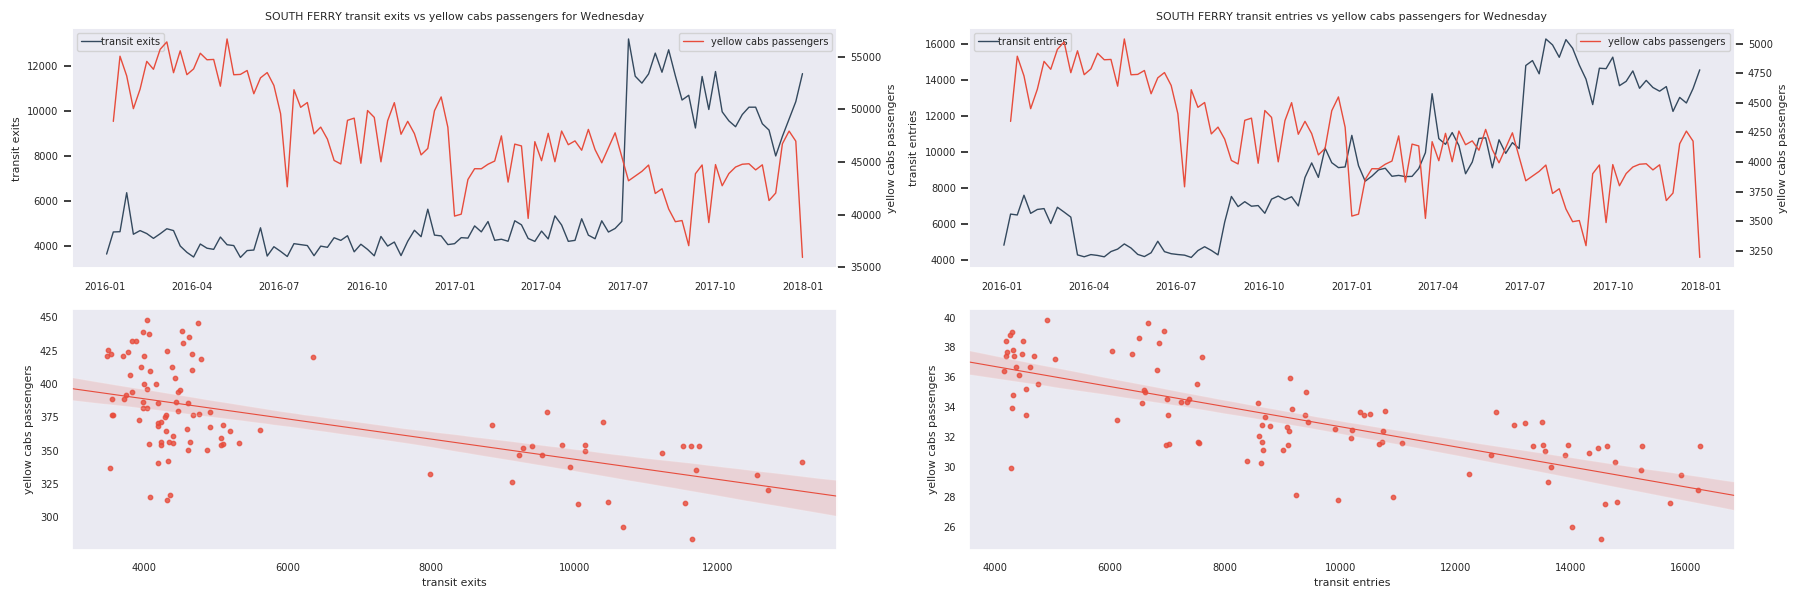 SOUTH FERRY transit exits vs yellow cabs passengers for Wednesday
transit exits
yellow cabs passengers
12000
10000
8000
6000
4000
transit exits
55000
50000
45000
40000
35000
yellow cabs passengers
2016-01 2016-04 2016-07 2016-10 2017-01 2017-04 2017-07 2017-10 2018-01
SOUTH FERRY transit entries vs yellow cabs passengers for Wednesday
transit entries
yellow cabs passengers
16000
14000
12000
10000
8000
6000
4000
transit entries
5000
4750
4500
4250
4000
3750
3500
3250
yellow cabs passengers
2016-01 2016-04 2016-07 2016-10 2017-01 2017-04 2017-07 2017-10 2018-01
450
425
400
375
350
325
300
yellow cabs passengers
4000 6000 8000 10000 12000
transit exits
40
38
36
34
32
30
28
26
yellow cabs passengers
4000 6000 8000 10000 12000 14000 16000
transit entries